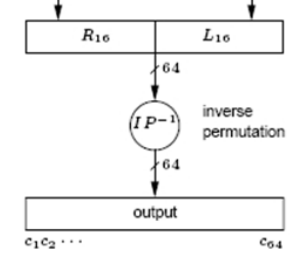 R₁₆ L₁₆
64
IP⁻¹ inverse
permutation
64
output
c₁c₂ ··· c₆₄